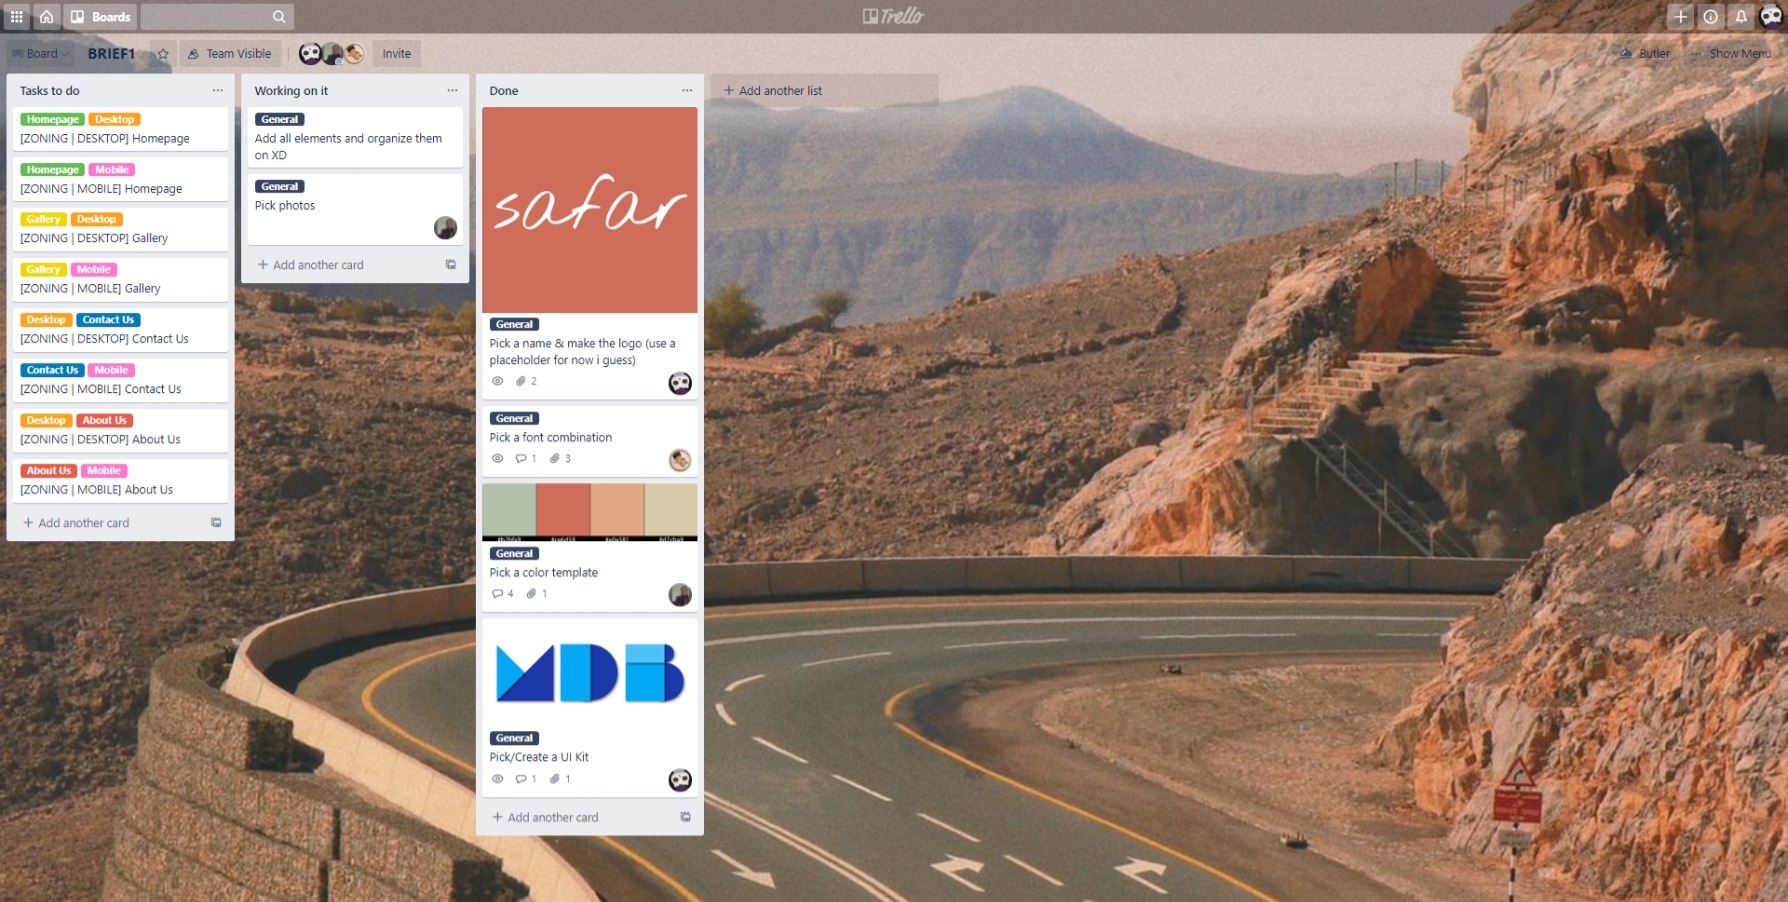 Boards
Trello
Board
BRIEF1
Team Visible
Invite
Butler
Show Menu
Tasks to do
Homepage Desktop
[ZONING | DESKTOP] Homepage
Homepage Mobile
[ZONING | MOBILE] Homepage
Gallery Desktop
[ZONING | DESKTOP] Gallery
Gallery Mobile
[ZONING | MOBILE] Gallery
Desktop Contact Us
[ZONING | DESKTOP] Contact Us
Contact Us Mobile
[ZONING | MOBILE] Contact Us
Desktop About Us
[ZONING | DESKTOP] About Us
About Us Mobile
[ZONING | MOBILE] About Us
+ Add another card
Working on it
General
Add all elements and organize them
on XD
General
Pick photos
+ Add another card
Done
safar
General
Pick a name & make the logo (use a
placeholder for now i guess)
2
General
Pick a font combination
1 3
General
Pick a color template
4 1
MDB
General
Pick/Create a UI Kit
1 1
+ Add another card
+ Add another list